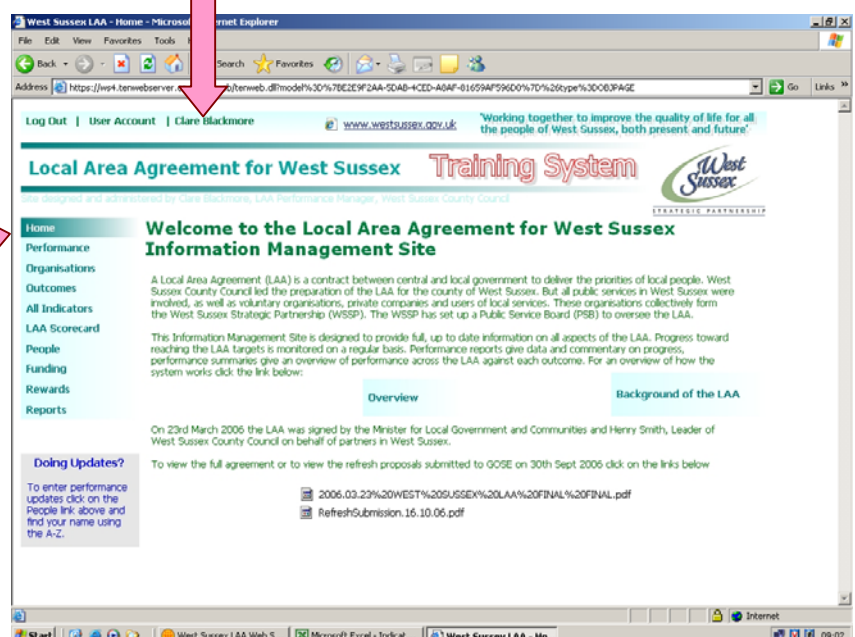 West Sussex LAA - Home - Microsoft Internet Explorer
File Edit View Favorites Tools
Back Search Favorites
Address https://ws4.tenwebserver. Go Links »
Log Out | User Account | Clare Blackmore
www.westsussex.gov.uk
'Working together to improve the quality of life for all
the people of West Sussex, both present and future'
Local Area Agreement for West Sussex Training System
West
Sussex
STRATEGIC PARTNERSHIP
Site designed and administered by Clare Blackmore, LAA Performance Manager, West Sussex County Council
Home
Performance
Organisations
Outcomes
All Indicators
LAA Scorecard
People
Funding
Rewards
Reports
Doing Updates?
To enter performance
updates click on the
People link above and
find your name using
the A-Z.
Welcome to the Local Area Agreement for West Sussex
Information Management Site
A Local Area Agreement (LAA) is a contract between central and local government to deliver the priorities of local people. West
Sussex County Council led the preparation of the LAA for the county of West Sussex. But all public services in West Sussex were
involved, as well as voluntary organisations, private companies and users of local services. These organisations collectively form
the West Sussex Strategic Partnership (WSSP). The WSSP has set up a Public Service Board (PSB) to oversee the LAA.
This Information Management Site is designed to provide full, up to date information on all aspects of the LAA. Progress toward
reaching the LAA targets is monitored on a regular basis. Performance reports give data and commentary on progress,
performance summaries give an overview of performance across the LAA against each outcome. For an overview of how the
system works click the link below:
Overview
Background of the LAA
On 23rd March 2006 the LAA was signed by the Minister for Local Government and Communities and Henry Smith, Leader of
West Sussex County Council on behalf of partners in West Sussex.
To view the full agreement or to view the refresh proposals submitted to GOSE on 30th Sept 2006 click on the links below
2006.03.23%20WEST%20SUSSEX%20LAA%20FINAL%20FINAL.pdf
RefreshSubmission.16.10.06.pdf
Internet
Start West Sussex LAA Web S... Microsoft Excel - Indicat... West Sussex LAA - Ho... 09:02